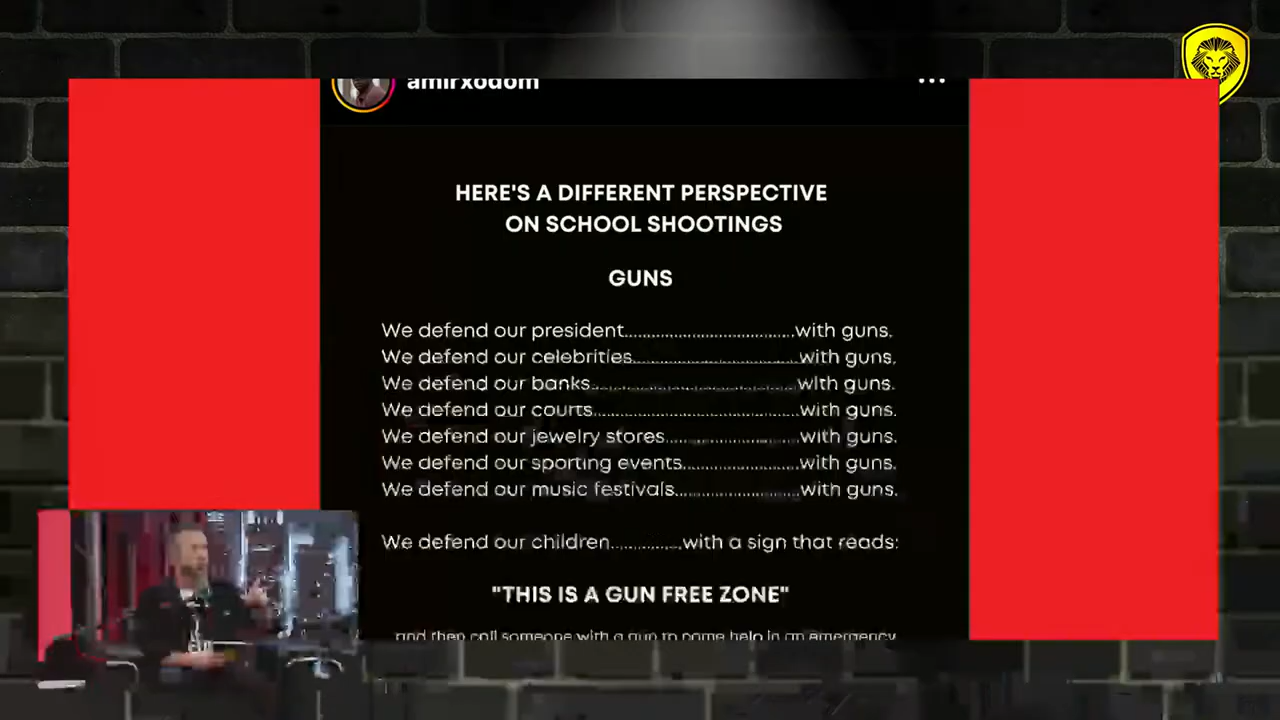 amirxodom
HERE'S A DIFFERENT PERSPECTIVE
ON SCHOOL SHOOTINGS
GUNS
We defend our president.......................................with guns.
We defend our celebrities.....................................with guns.
We defend our banks..............................................with guns.
We defend our courts.............................................with guns.
We defend our jewelry stores..............................with guns.
We defend our sporting events..........................with guns.
We defend our music festivals............................with guns.
We defend our children.............with a sign that reads:
"THIS IS A GUN FREE ZONE"
and then call someone with a gun to come help in an emergency